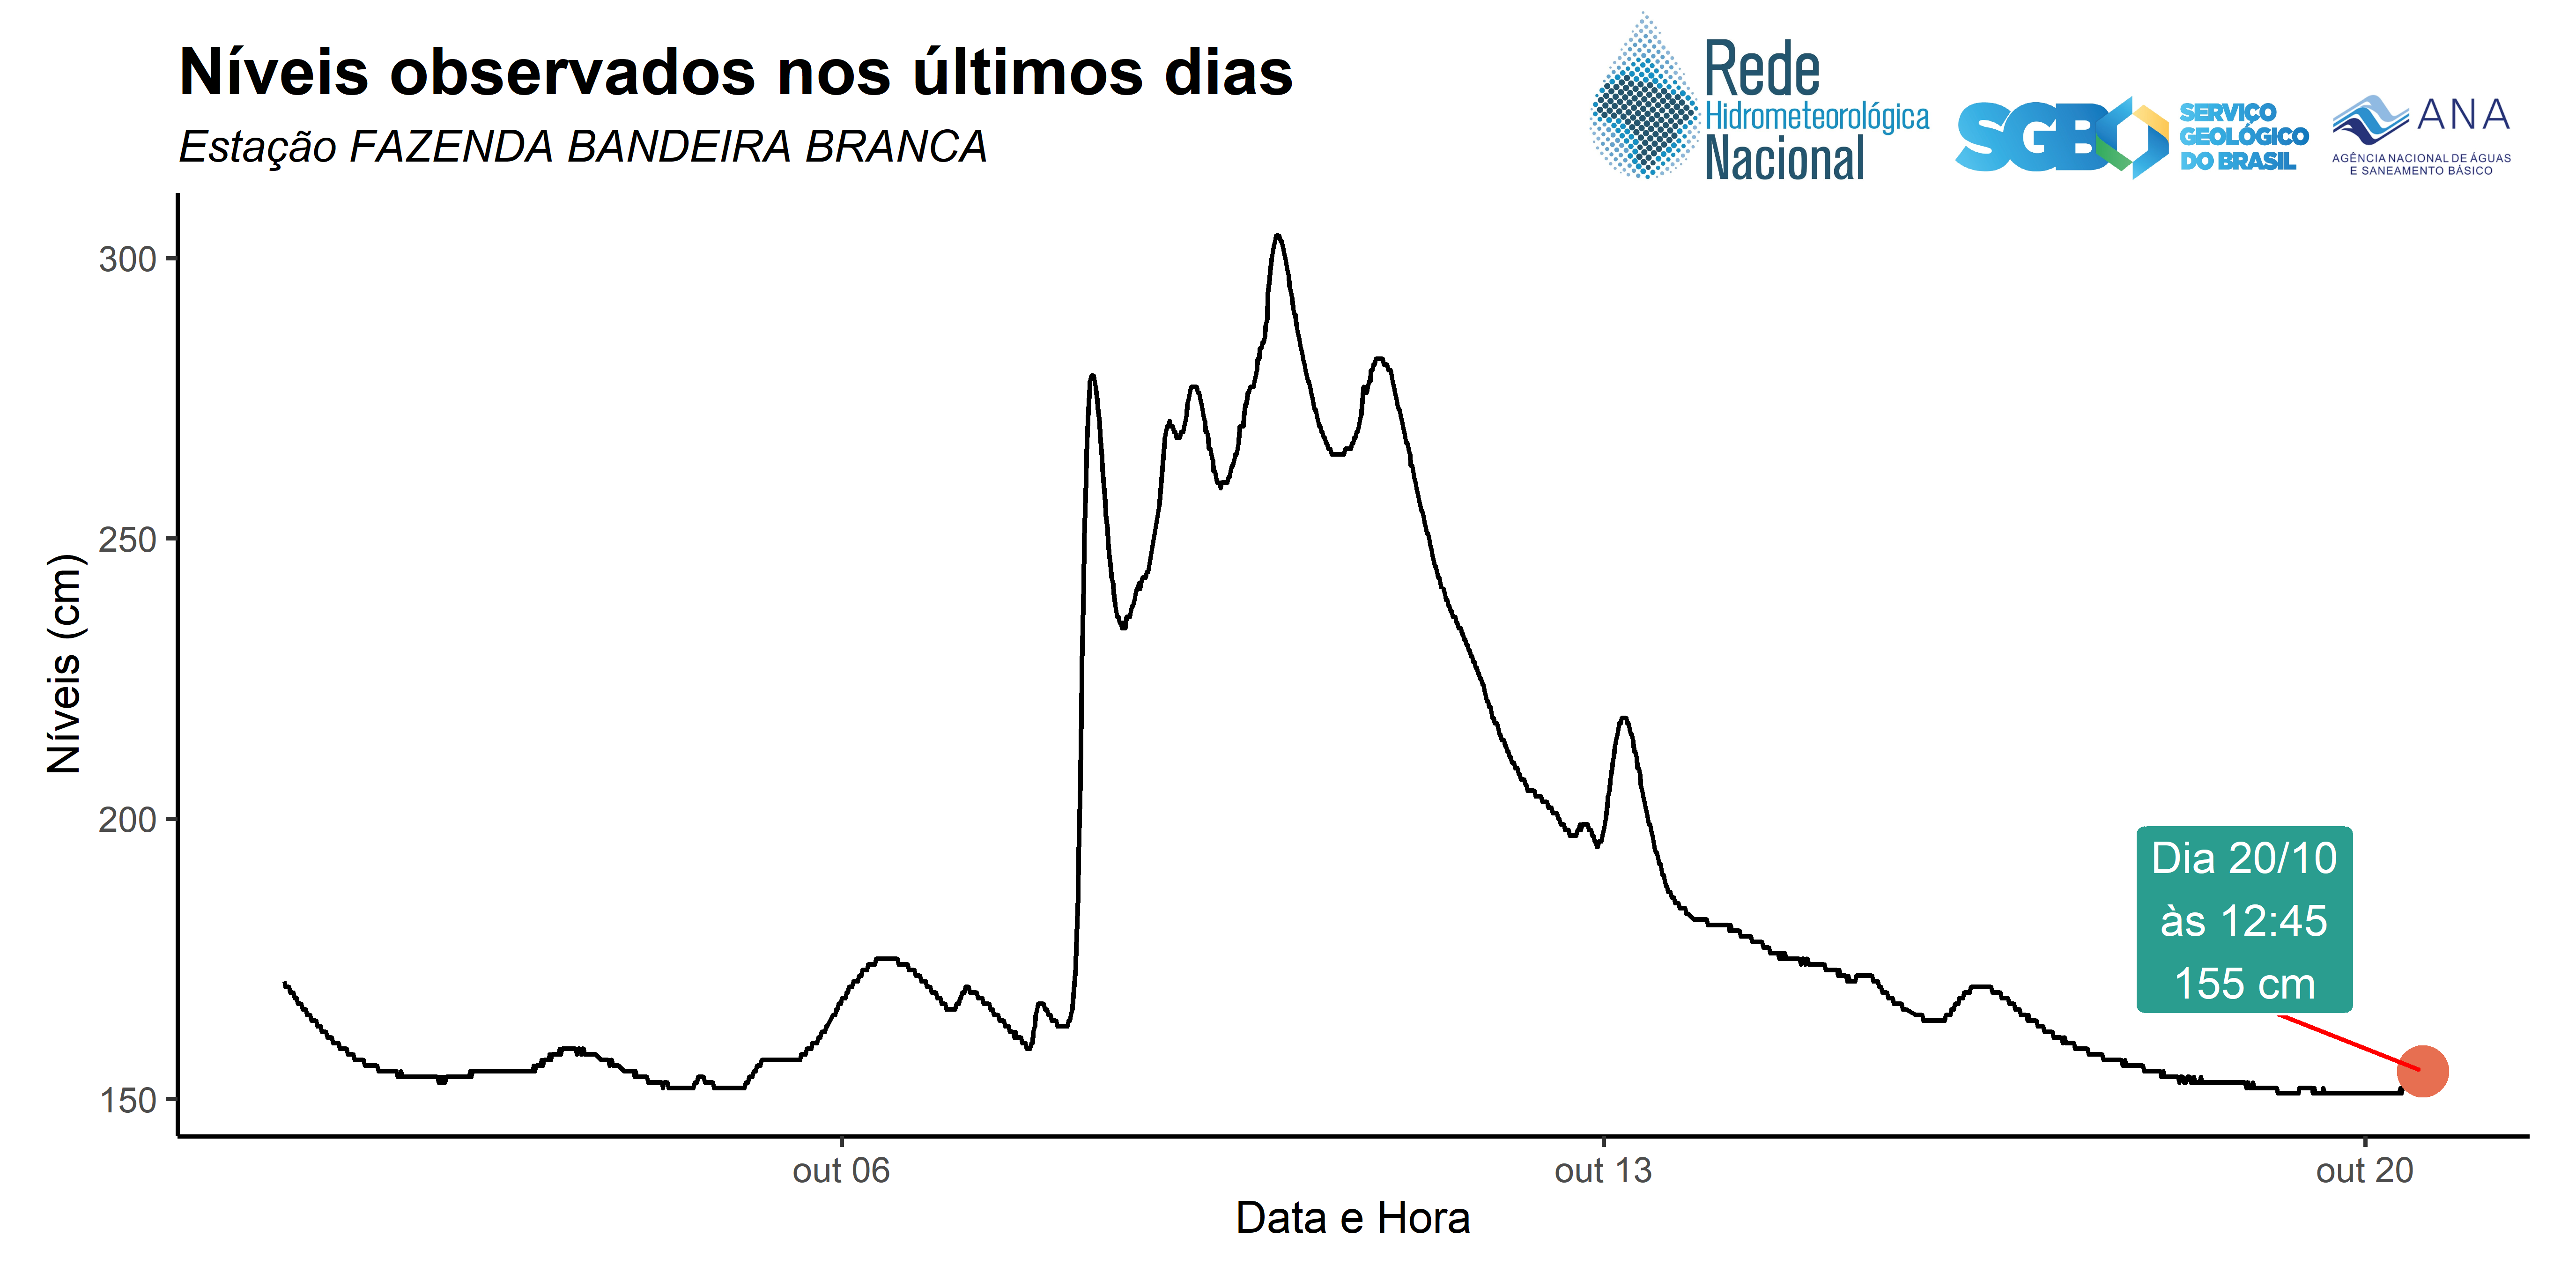 Níveis observados nos últimos dias
Estação FAZENDA BANDEIRA BRANCA
Rede
Hidrometeorológica
Nacional
SGB
SERVIÇO
GEOLÓGICO
DO BRASIL
ANA
AGÊNCIA NACIONAL DE ÁGUAS
E SANEAMENTO BÁSICO
Níveis (cm)
300
250
200
150
Dia 20/10
às 12:45
155 cm
out 06
out 13
out 20
Data e Hora